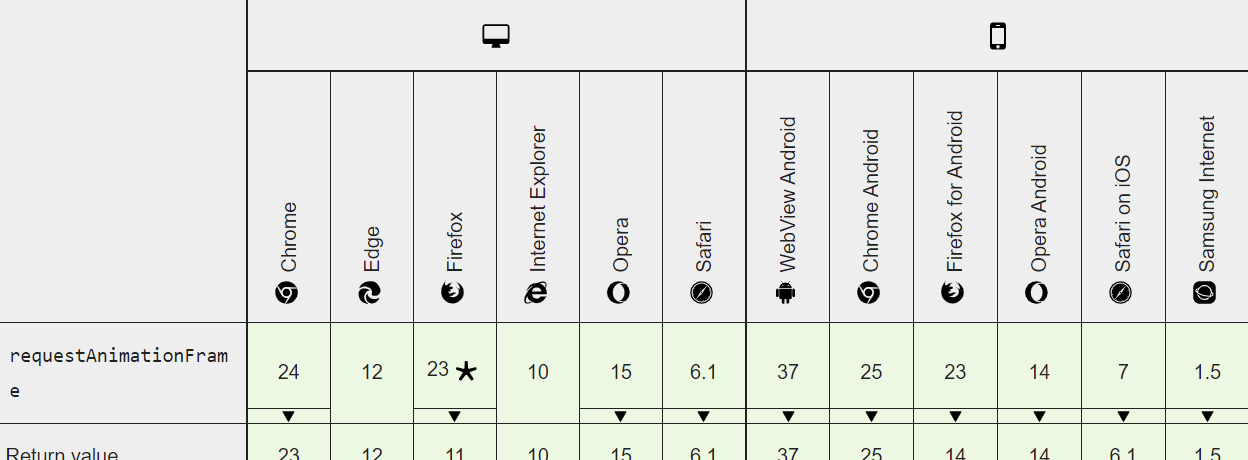 Chrome
Edge
Firefox
Internet Explorer
Opera
Safari
WebView Android
Chrome Android
Firefox for Android
Opera Android
Safari on iOS
Samsung Internet
requestAnimationFram
e
24 12 23 10 15 6.1 37 25 23 14 7 1.5
Return value 23 12 11 10 15 6.1 37 25 14 14 6.1 1.5